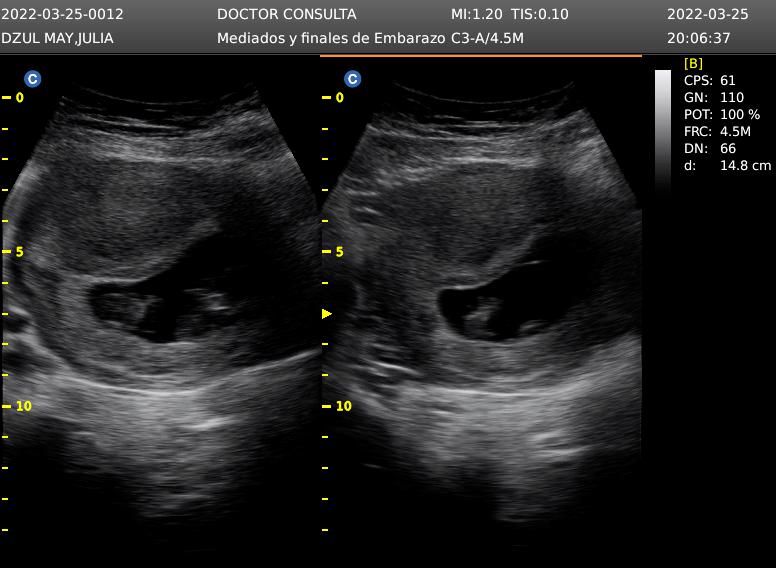 2022-03-25-0012 DOCTOR CONSULTA MI:1.20 TIS:0.10 2022-03-25
DZUL MAY,JULIA Mediados y finales de Embarazo C3-A/4.5M 20:06:37
[B]
CPS: 61
GN: 110
POT: 100 %
FRC: 4.5M
DN: 66
d: 14.8 cm
C C
0 0
5 5
10 10